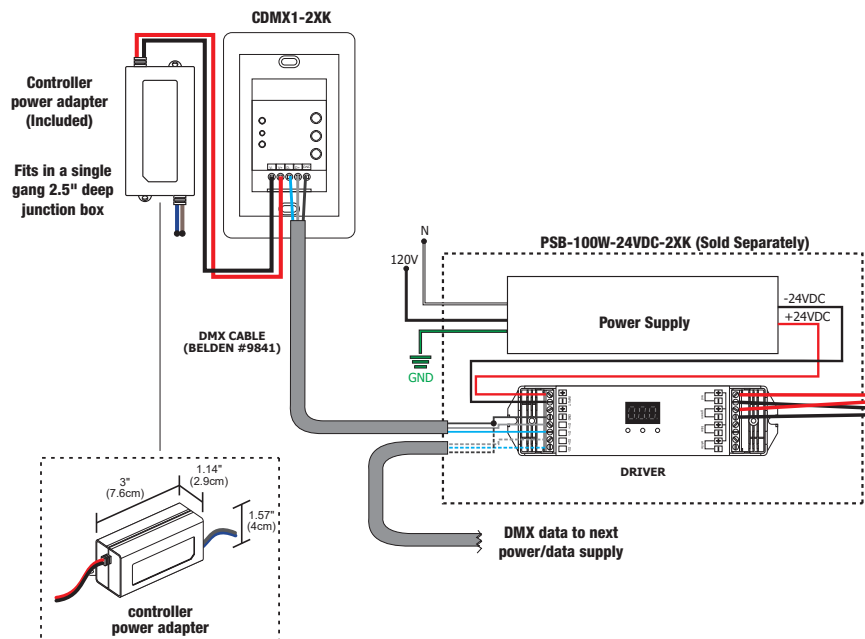 CDMX1-2XK
Controller
power adapter
(Included)
Fits in a single
gang 2.5" deep
junction box
N
120V
PSB-100W-24VDC-2XK (Sold Separately)
-24VDC
+24VDC
Power Supply
GND
DMX CABLE
(BELDEN #9841)
000
DRIVER
DMX data to next
power/data supply
3"
(7.6cm)
1.14"
(2.9cm)
1.57"
(4cm)
controller
power adapter